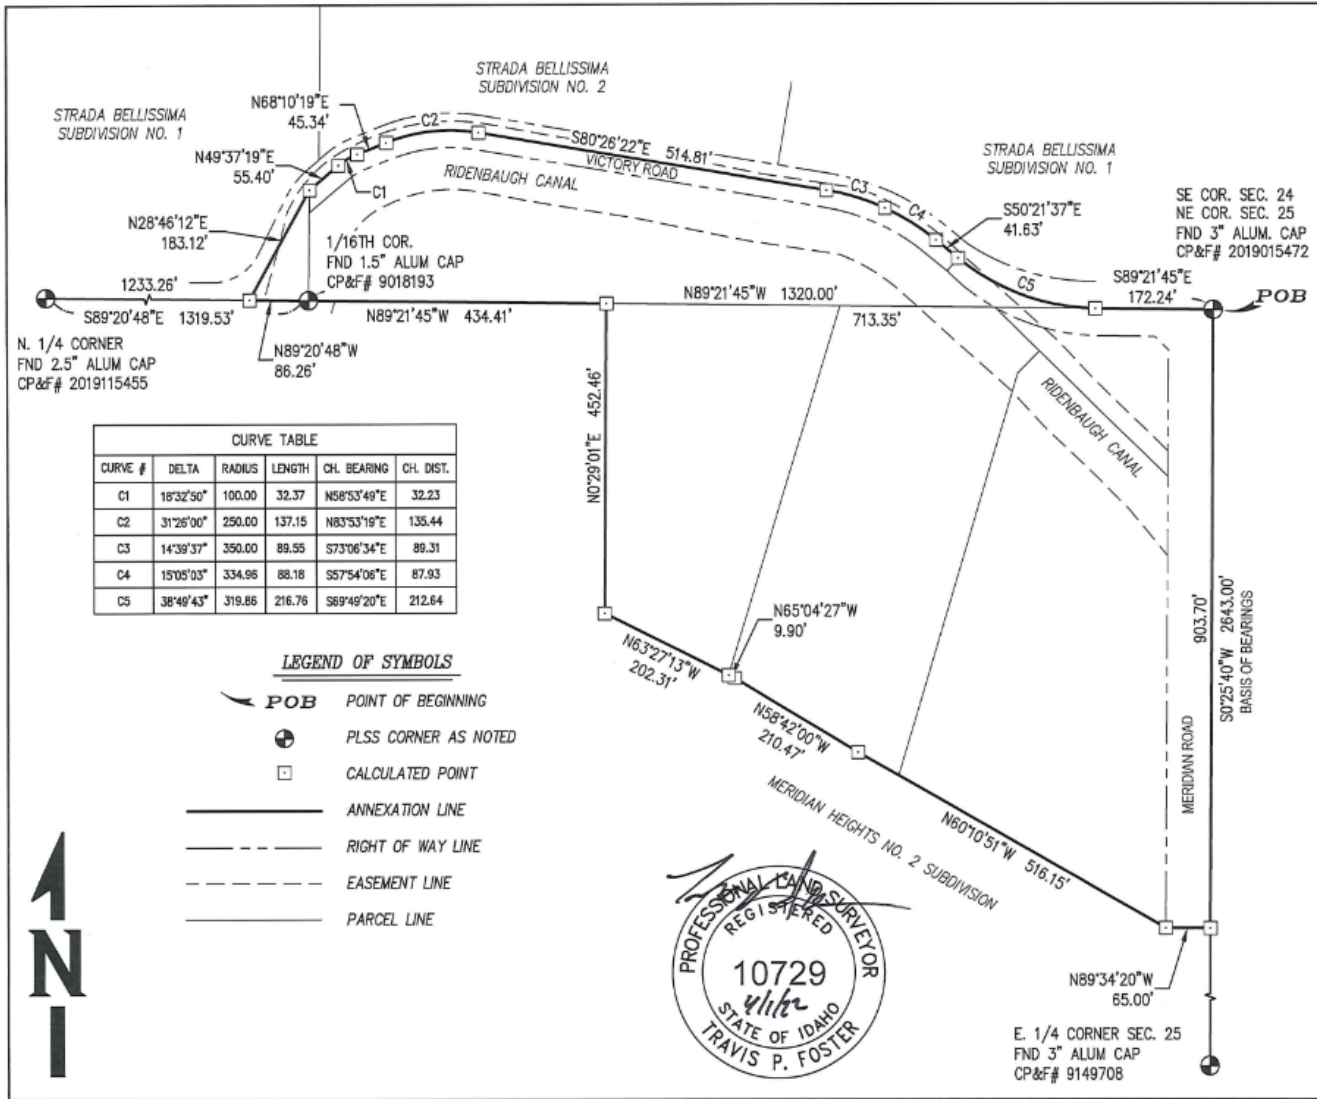 STRADA BELLISSIMA
SUBDIVISION NO. 2
STRADA BELLISSIMA
SUBDIVISION NO. 1
N68°10'19"E
45.34'
C2
N49°37'19"E
55.40'
C1
S80°26'22"E 514.81'
VICTORY ROAD
RIDENBAUGH CANAL
STRADA BELLISSIMA
SUBDIVISION NO. 1
C3
C4
S50°21'37"E
41.63'
SE COR. SEC. 24
NE COR. SEC. 25
FND 3" ALUM. CAP
CP&F# 2019015472
N28°46'12"E
183.12'
1/16TH COR.
FND 1.5" ALUM CAP
CP&F# 9018193
C5
S89°21'45"E
172.24'
POB
1233.26'
S89°20'48"E 1319.53'
N89°21'45"W 434.41'
N89°21'45"W 1320.00'
713.35'
N. 1/4 CORNER
FND 2.5" ALUM CAP
CP&F# 2019115455
N89°20'48"W
86.26'
N0°29'01"E 452.46'
RIDENBAUGH CANAL
CURVE TABLE
CURVE # DELTA RADIUS LENGTH CH. BEARING CH. DIST.
C1 18°32'50" 100.00 32.37 N58°53'49"E 32.23
C2 31°26'00" 250.00 137.15 N83°53'19"E 135.44
C3 14°39'37" 350.00 89.55 S73°06'34"E 89.31
C4 15°05'03" 334.96 88.18 S57°54'06"E 87.93
C5 38°49'43" 319.86 216.76 S69°49'20"E 212.64
N65°04'27"W
9.90'
N63°27'13"W
202.31'
N58°42'00"W
210.47'
903.70'
S0°25'40"W 2643.00'
BASIS OF BEARINGS
MERIDIAN ROAD
MERIDIAN HEIGHTS NO. 2 SUBDIVISION
N60°10'51"W 516.15'
LEGEND OF SYMBOLS
POB POINT OF BEGINNING
PLSS CORNER AS NOTED
CALCULATED POINT
ANNEXATION LINE
RIGHT OF WAY LINE
EASEMENT LINE
PARCEL LINE
N
PROFESSIONAL LAND SURVEYOR
REGISTERED
10729
4/1/22
STATE OF IDAHO
TRAVIS P. FOSTER
N89°34'20"W
65.00'
E. 1/4 CORNER SEC. 25
FND 3" ALUM CAP
CP&F# 9149708